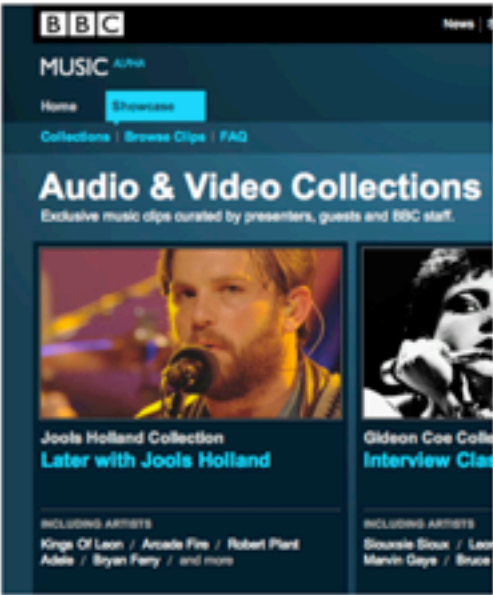 BBC
News
MUSIC ALPHA
Home Showcase
Collections | Browse Clips | FAQ
Audio & Video Collections
Exclusive music clips curated by presenters, guests and BBC staff.
Jools Holland Collection
Later with Jools Holland
INCLUDING ARTISTS
Kings Of Leon / Arcade Fire / Robert Plant
Adele / Bryan Ferry / and more
Gideon Coe Colle
Interview Clas
INCLUDING ARTISTS
Siouxsie Sioux / Leon
Marvin Gaye / Bruce